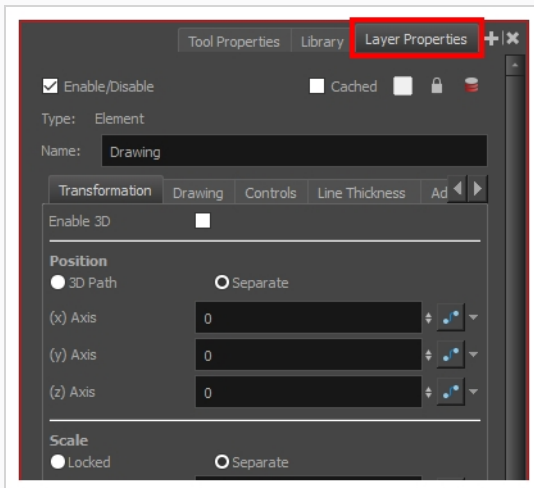 Tool Properties Library Layer Properties
Enable/Disable Cached
Type: Element
Name: Drawing
Transformation Drawing Controls Line Thickness Ad
Enable 3D
Position
3D Path Separate
(x) Axis 0
(y) Axis 0
(z) Axis 0
Scale
Locked Separate